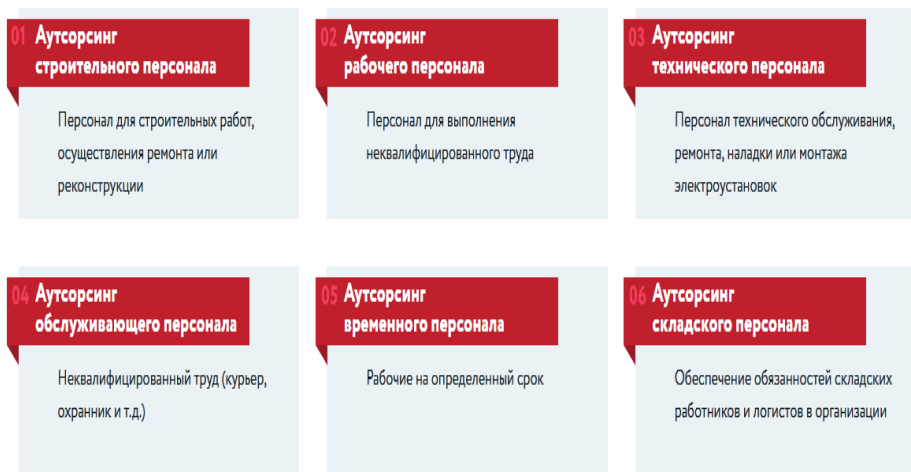 01 Аутсорсинг
строительного персонала
Персонал для строительных работ,
осуществления ремонта или
реконструкции
02 Аутсорсинг
рабочего персонала
Персонал для выполнения
неквалифицированного труда
03 Аутсорсинг
технического персонала
Персонал технического обслуживания,
ремонта, наладки или монтажа
электроустановок
04 Аутсорсинг
обслуживающего персонала
Неквалифицированный труд (курьер,
охранник и т.д.)
05 Аутсорсинг
временного персонала
Рабочие на определенный срок
06 Аутсорсинг
складского персонала
Обеспечение обязанностей складских
работников и логистов в организации